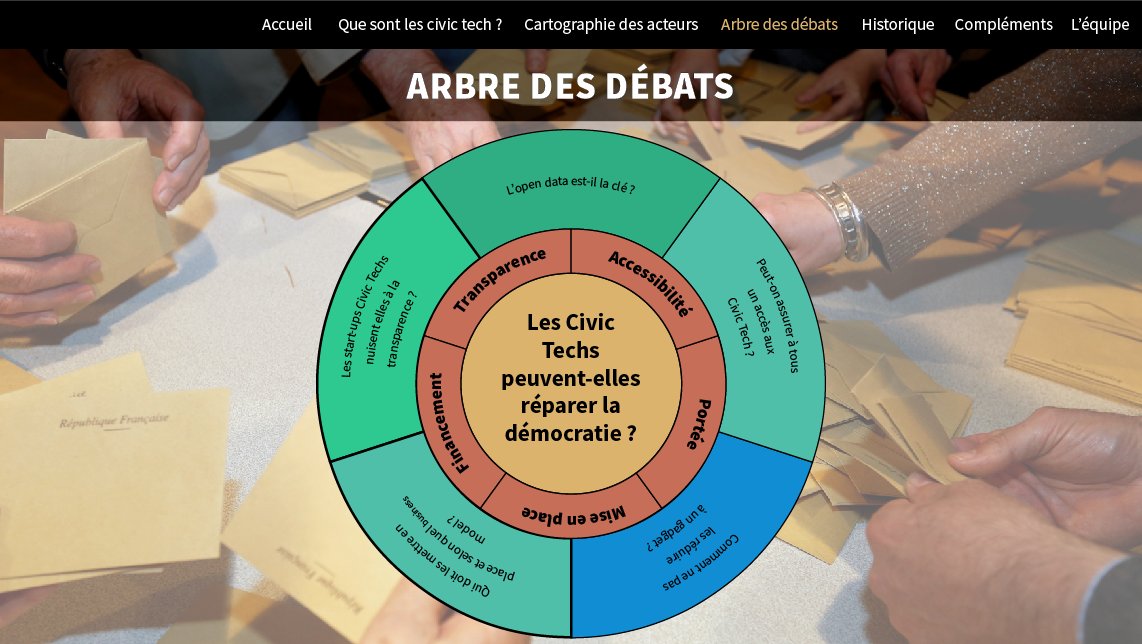 Accueil
Que sont les civic tech ?
Cartographie des acteurs
Arbre des débats
Historique
Compléments
L'équipe
ARBRE DES DÉBATS
L'open data est-il la clé ?
Transparence
Accessibilité
Peut-on assurer à tous
un accès aux
Civic Tech ?
Les start-ups Civic Techs
nuisent elles à la
transparence ?
Les Civic
Techs
peuvent-elles
réparer la
démocratie ?
Financement
Portée
Mise en place
Qui doit les mettre en
place et selon quel business
model ?
Comment ne pas
les réduire
à un gadget ?
République Française
République Française